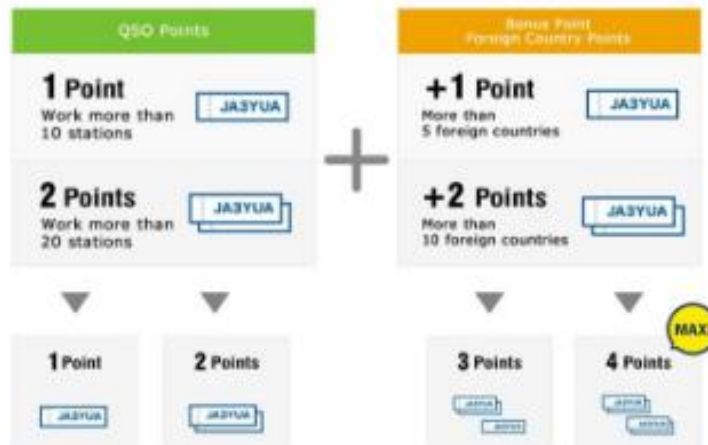 QSO Points
1 Point
Work more than
10 stations
JA3YUA
2 Points
Work more than
20 stations
JA3YUA
Bonus Point
Foreign Country Points
+1 Point
More than
5 foreign countries
JA3YUA
+2 Points
More than
10 foreign countries
JA3YUA
1 Point
JA3YUA
2 Points
JA3YUA
3 Points
MAX
4 Points